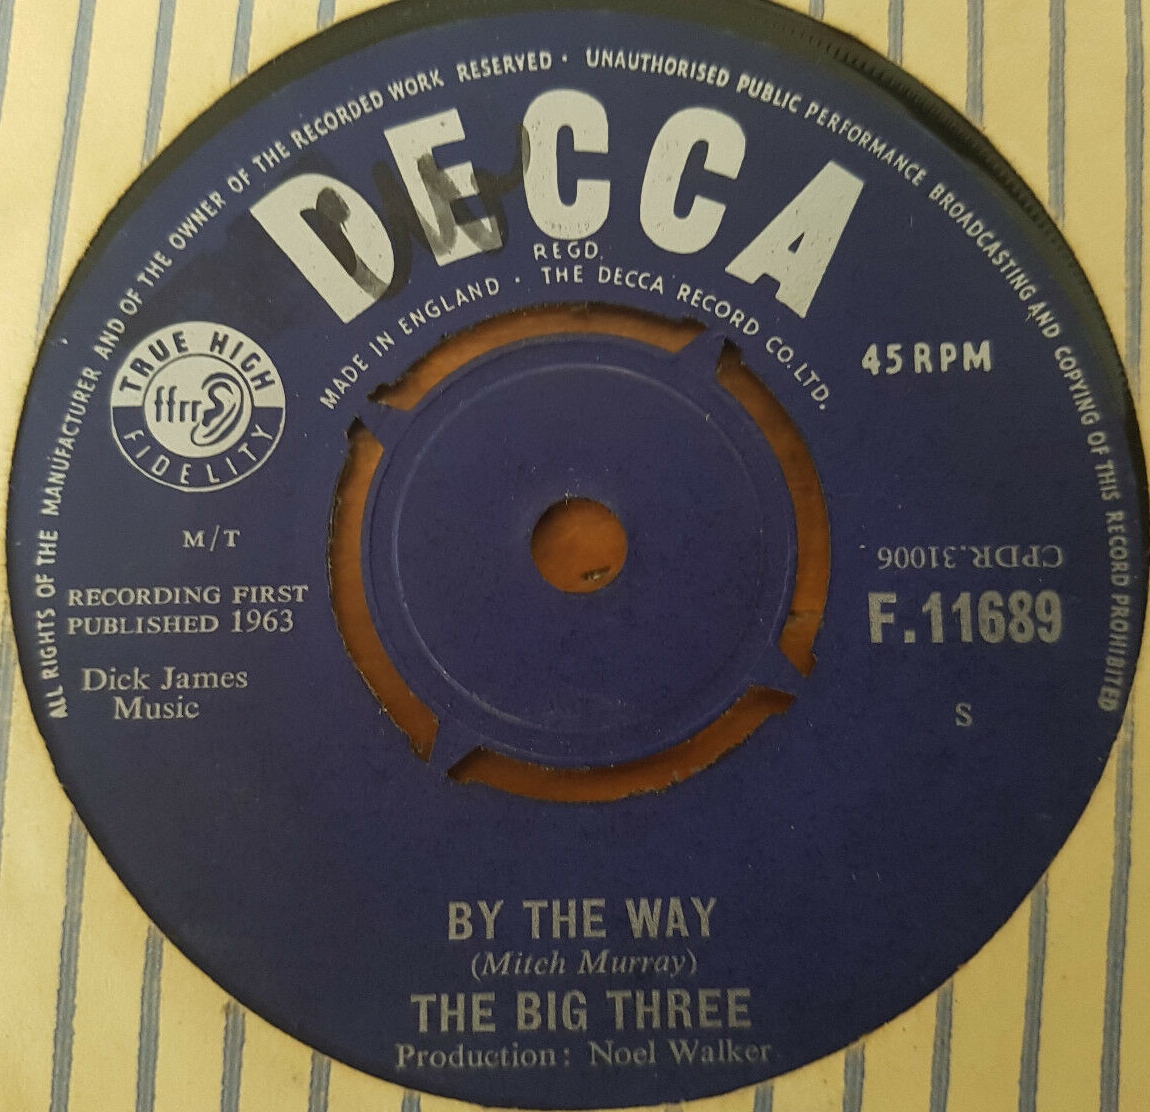 ALL RIGHTS OF THE MANUFACTURER AND OF THE OWNER OF THE RECORDED WORK RESERVED · UNAUTHORISED PUBLIC PERFORMANCE BROADCASTING AND COPYING OF THIS RECORD PROHIBITED
DECCA
REGD.
MADE IN ENGLAND · THE DECCA RECORD CO. LTD.
TRUE HIGH
ffrr
FIDELITY
45 RPM
M/T
RECORDING FIRST
PUBLISHED 1963
Dick James
Music
CPDR.31006
F.11689
S
BY THE WAY
(Mitch Murray)
THE BIG THREE
Production: Noel Walker